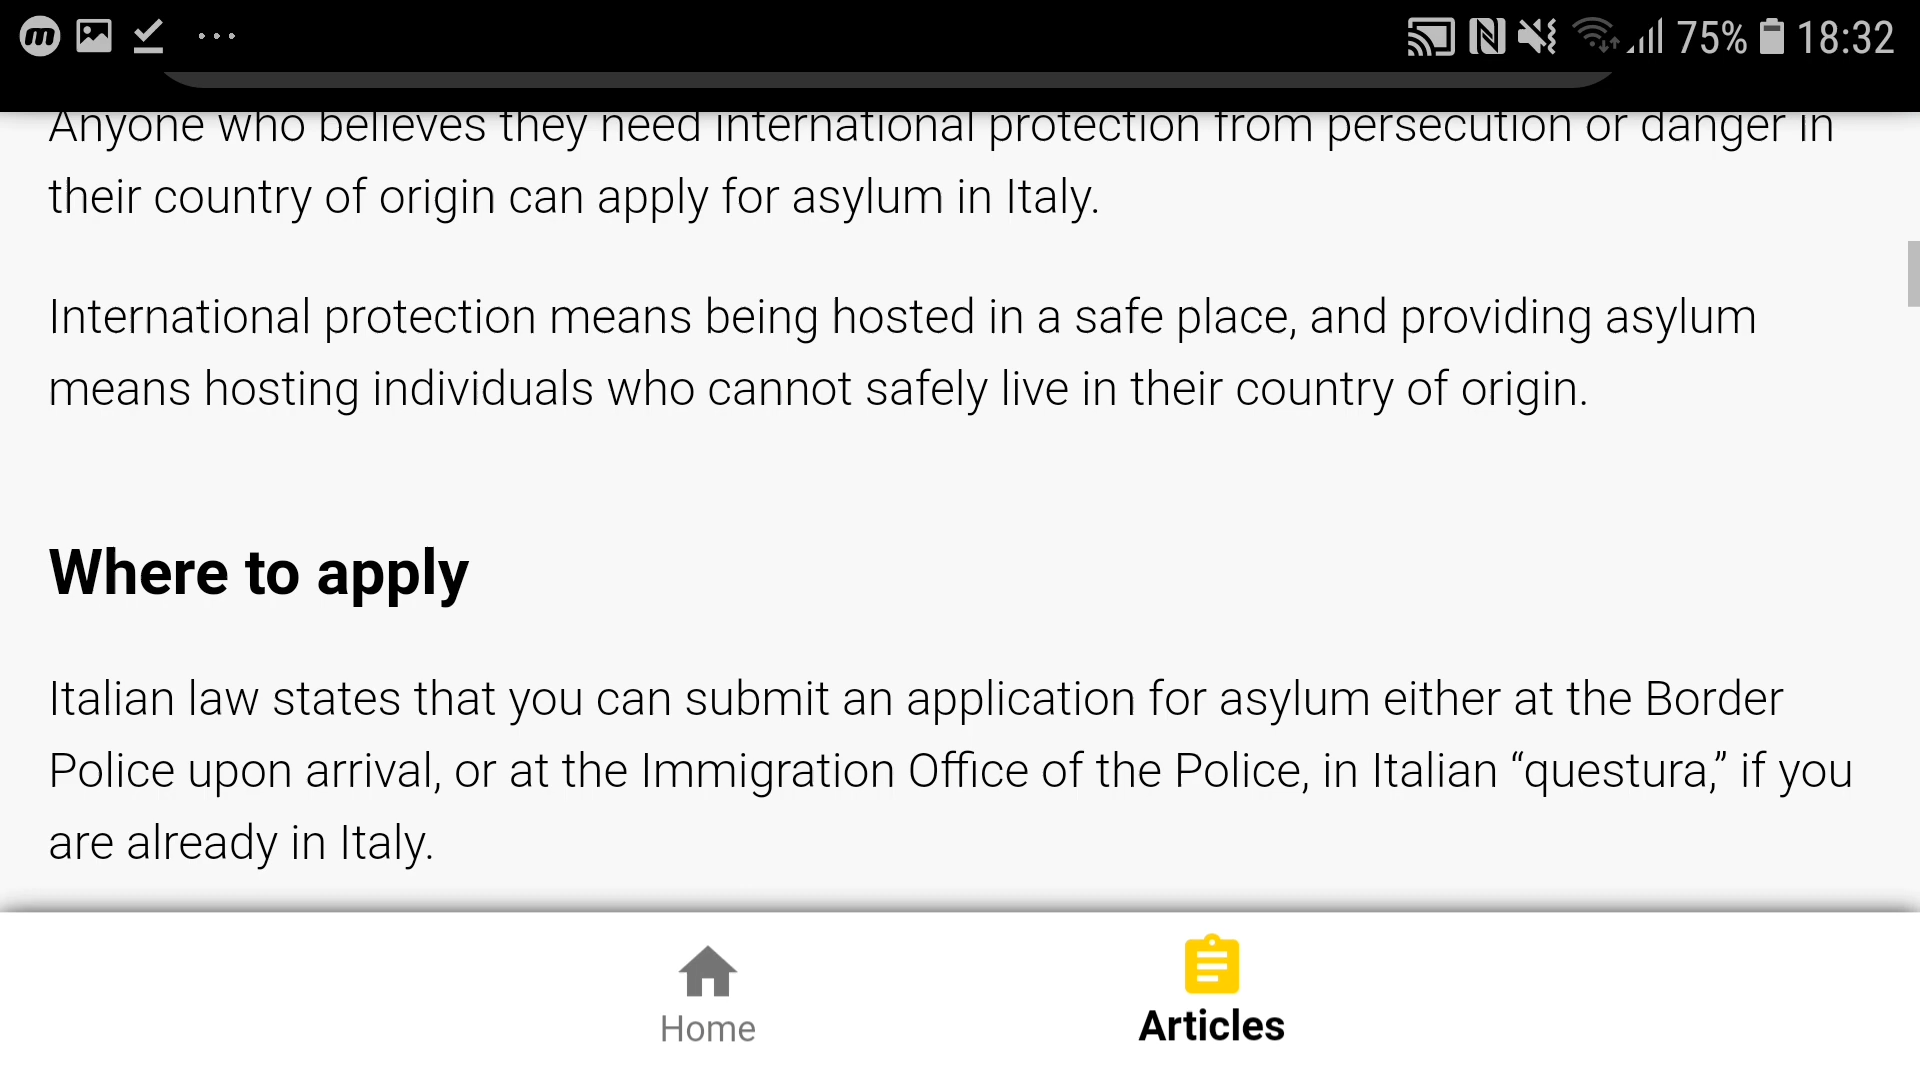 75% 18:32
Anyone who believes they need international protection from persecution or danger in
their country of origin can apply for asylum in Italy.
International protection means being hosted in a safe place, and providing asylum
means hosting individuals who cannot safely live in their country of origin.
Where to apply
Italian law states that you can submit an application for asylum either at the Border
Police upon arrival, or at the Immigration Office of the Police, in Italian “questura,” if you
are already in Italy.
Home
Articles